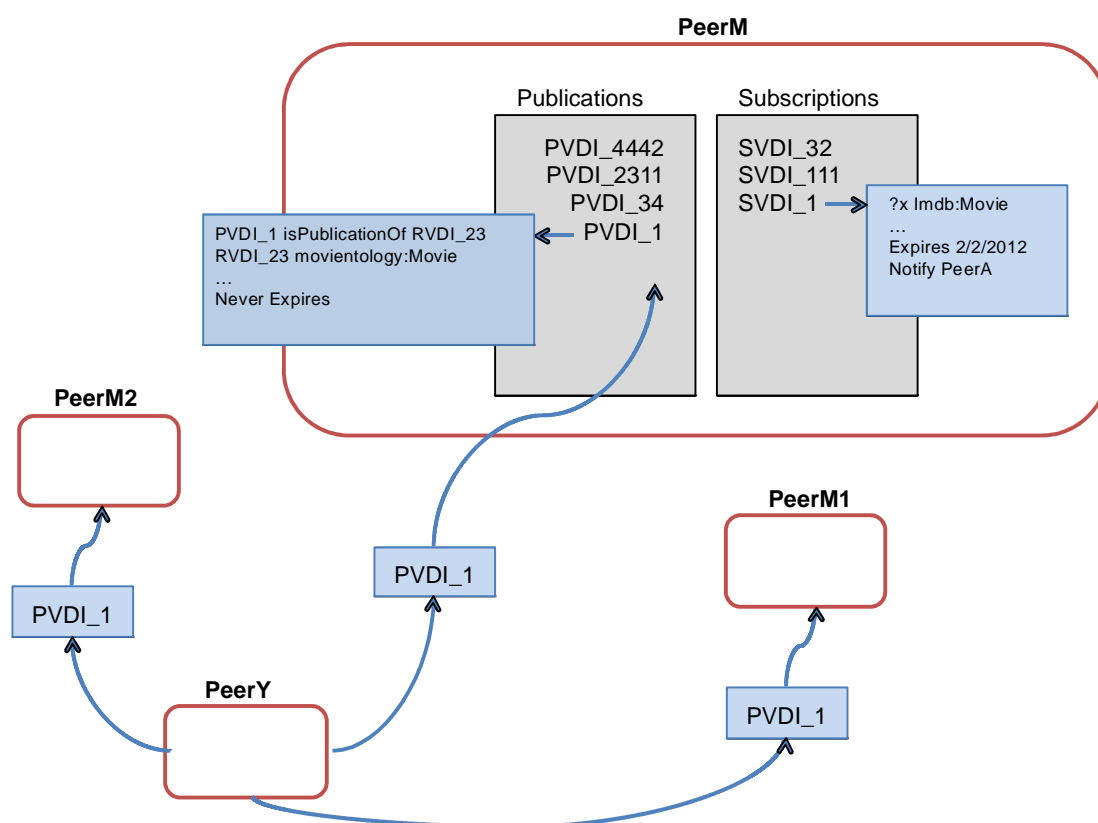 PeerM
Publications
Subscriptions
PVDI_4442
PVDI_2311
PVDI_34
PVDI_1
SVDI_32
SVDI_111
SVDI_1
PVDI_1 isPublicationOf RVDI_23
RVDI_23 movientology:Movie
…
Never Expires
?x Imdb:Movie
…
Expires 2/2/2012
Notify PeerA
PeerM2
PeerM1
PVDI_1
PVDI_1
PeerY
PVDI_1